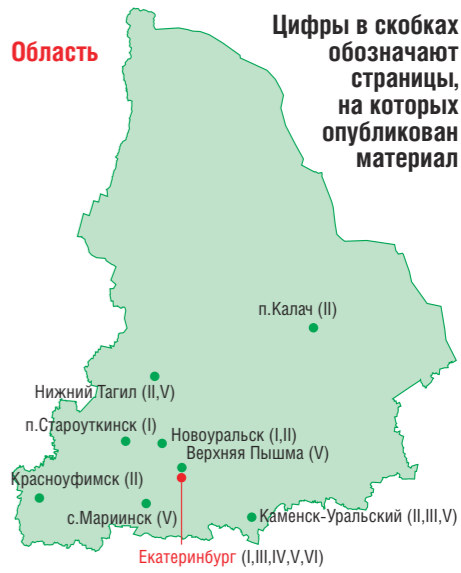 Область
Цифры в скобках
обозначают
страницы,
на которых
опубликован
материал
п.Калач (II)
Нижний Тагил (II,V)
п.Староуткинск (I)
Новоуральск (I,II)
Верхняя Пышма (V)
Красноуфимск (II)
с.Мариинск (V)
Каменск-Уральский (II,III,V)
Екатеринбург (I,III,IV,V,VI)